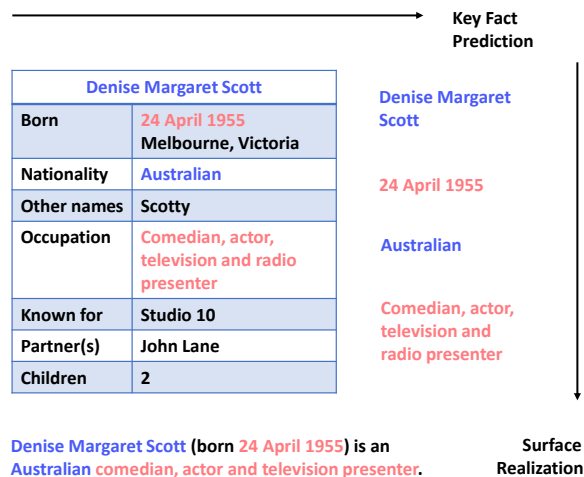 Key Fact
Prediction
Denise Margaret Scott
Born 24 April 1955
Melbourne, Victoria
Nationality Australian
Other names Scotty
Occupation Comedian, actor,
television and radio
presenter
Known for Studio 10
Partner(s) John Lane
Children 2
Denise Margaret
Scott
24 April 1955
Australian
Comedian, actor,
television and
radio presenter
Denise Margaret Scott (born 24 April 1955) is an
Australian comedian, actor and television presenter.
Surface
Realization